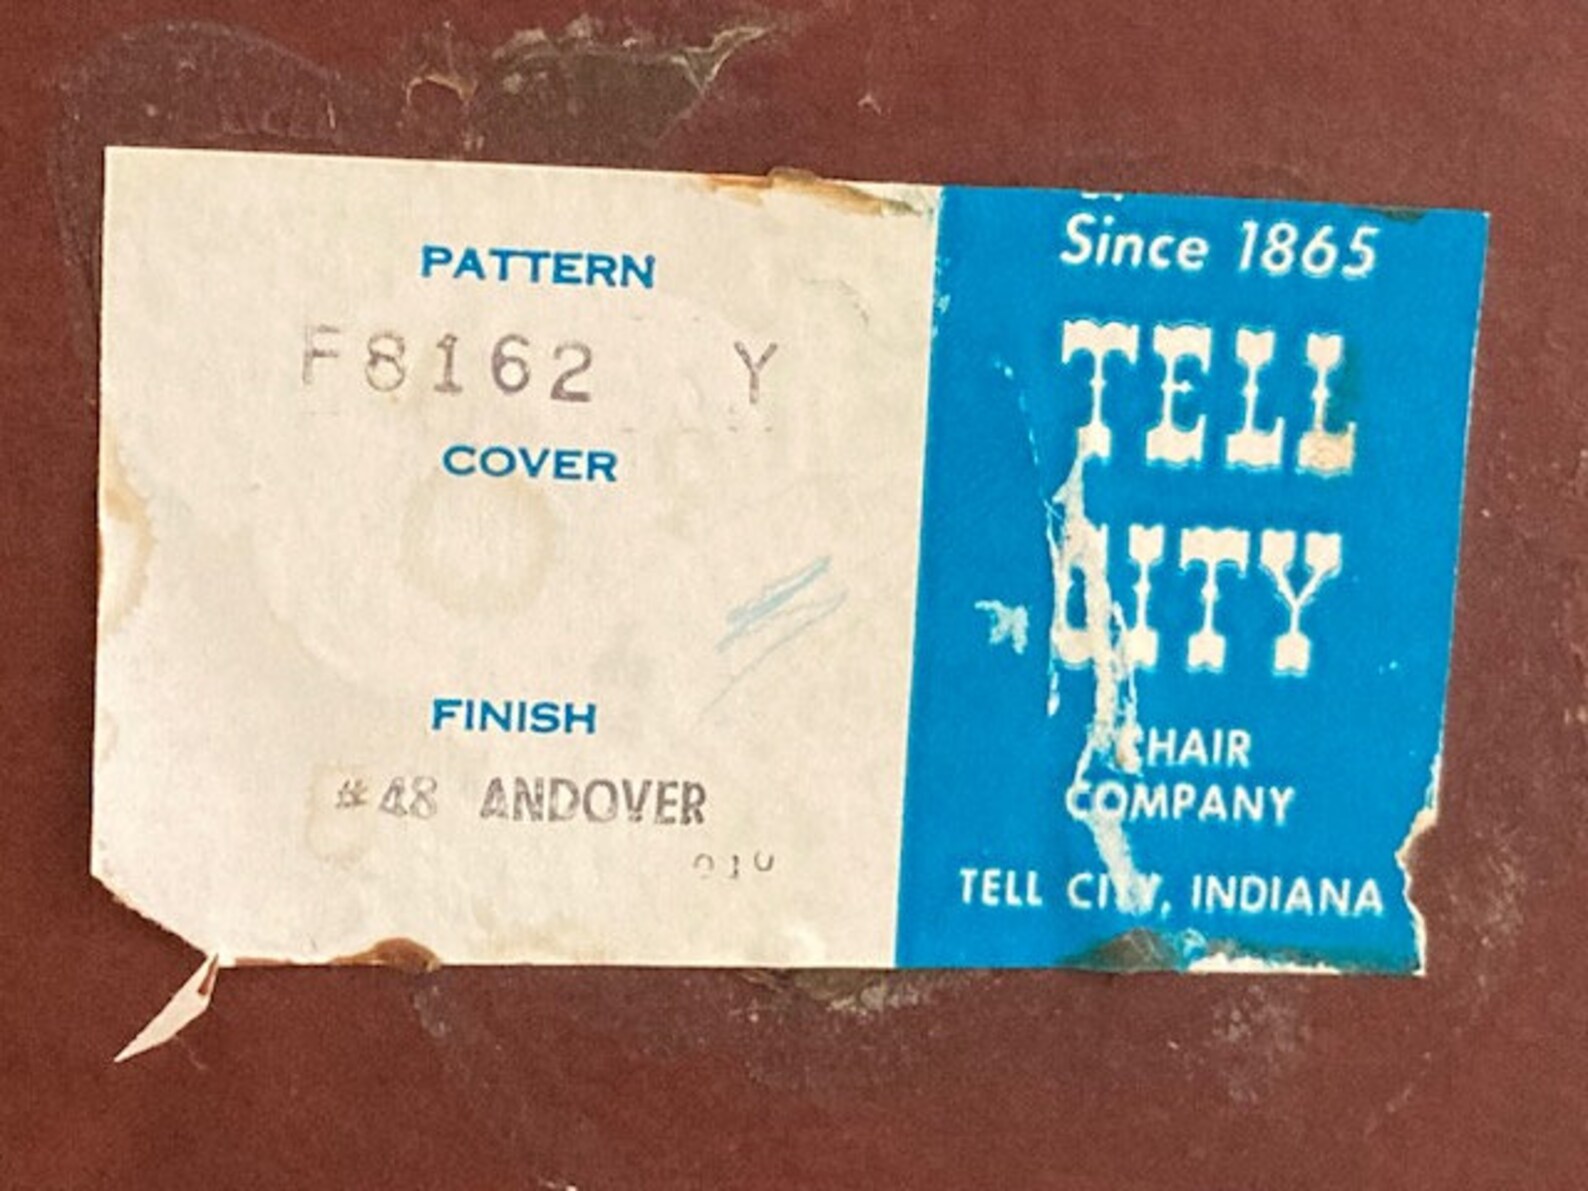 PATTERN
F8162 Y
COVER
FINISH
#48 ANDOVER
Since 1865
TELL
CITY
CHAIR
COMPANY
TELL CITY, INDIANA